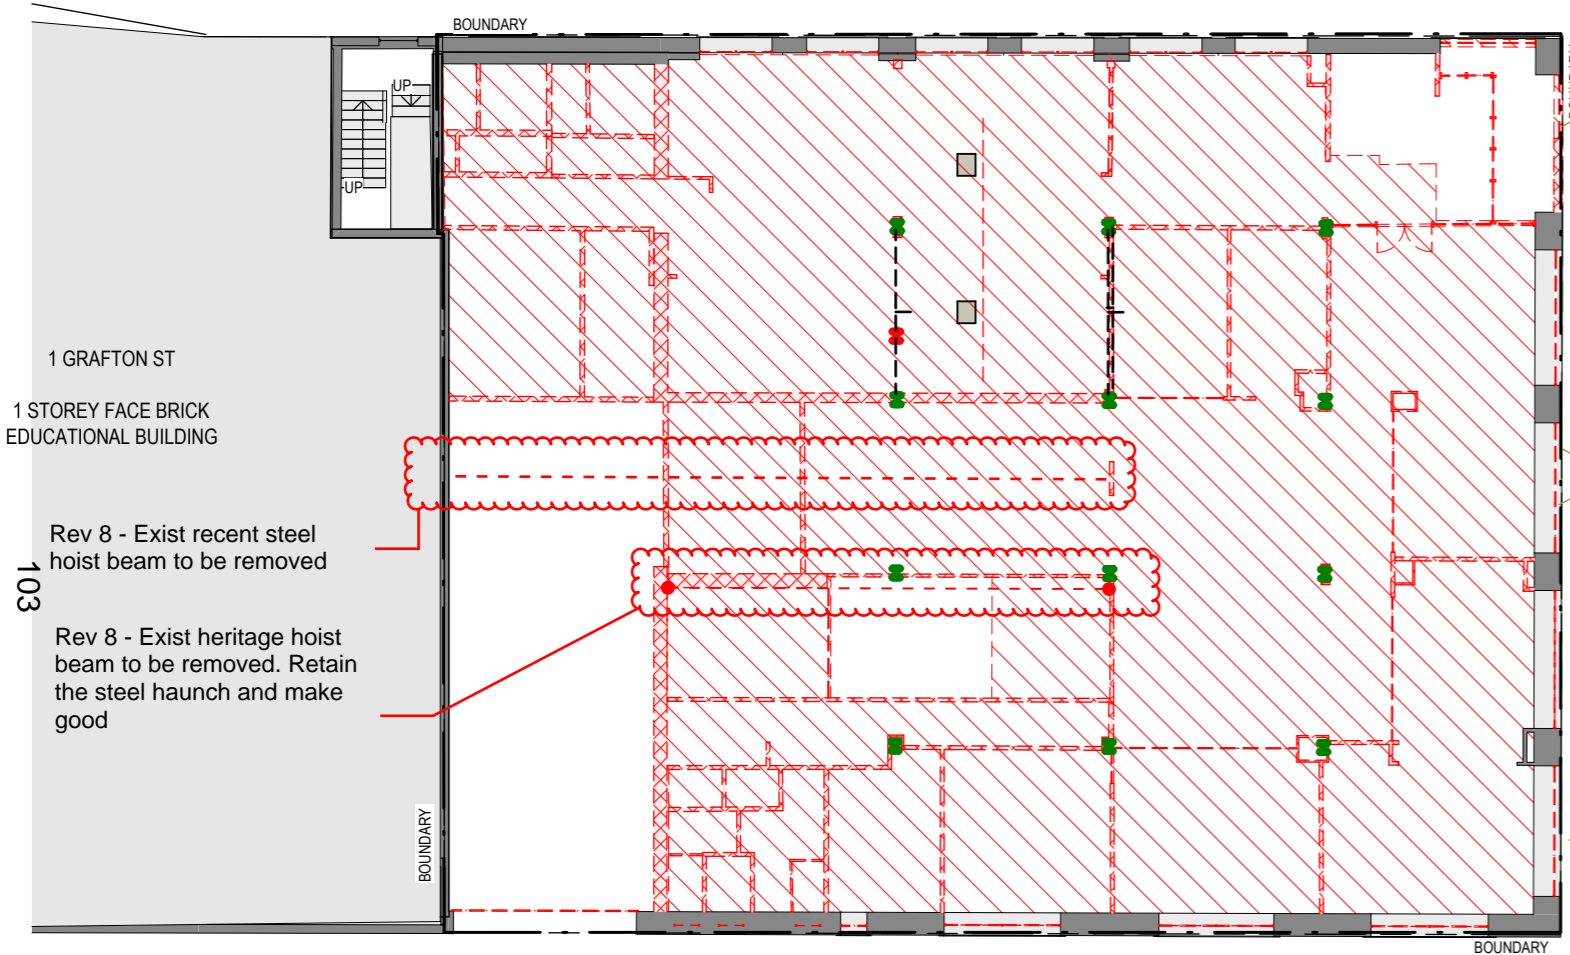 BOUNDARY
UP
UP
1 GRAFTON ST
1 STOREY FACE BRICK
EDUCATIONAL BUILDING
Rev 8 - Exist recent steel
hoist beam to be removed
103
Rev 8 - Exist heritage hoist
beam to be removed. Retain
the steel haunch and make
good
BOUNDARY
BOUNDARY